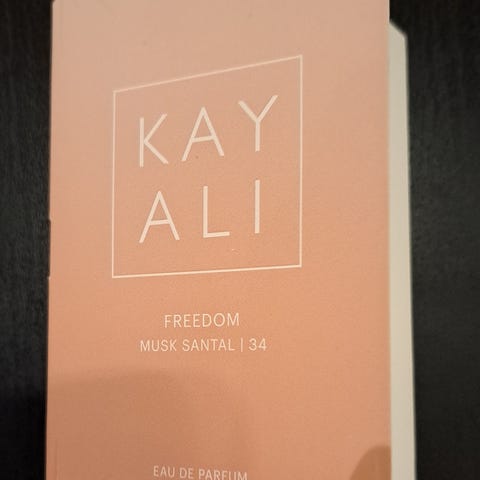 KAY
ALI
FREEDOM
MUSK SANTAL | 34
EAU DE PARFUM